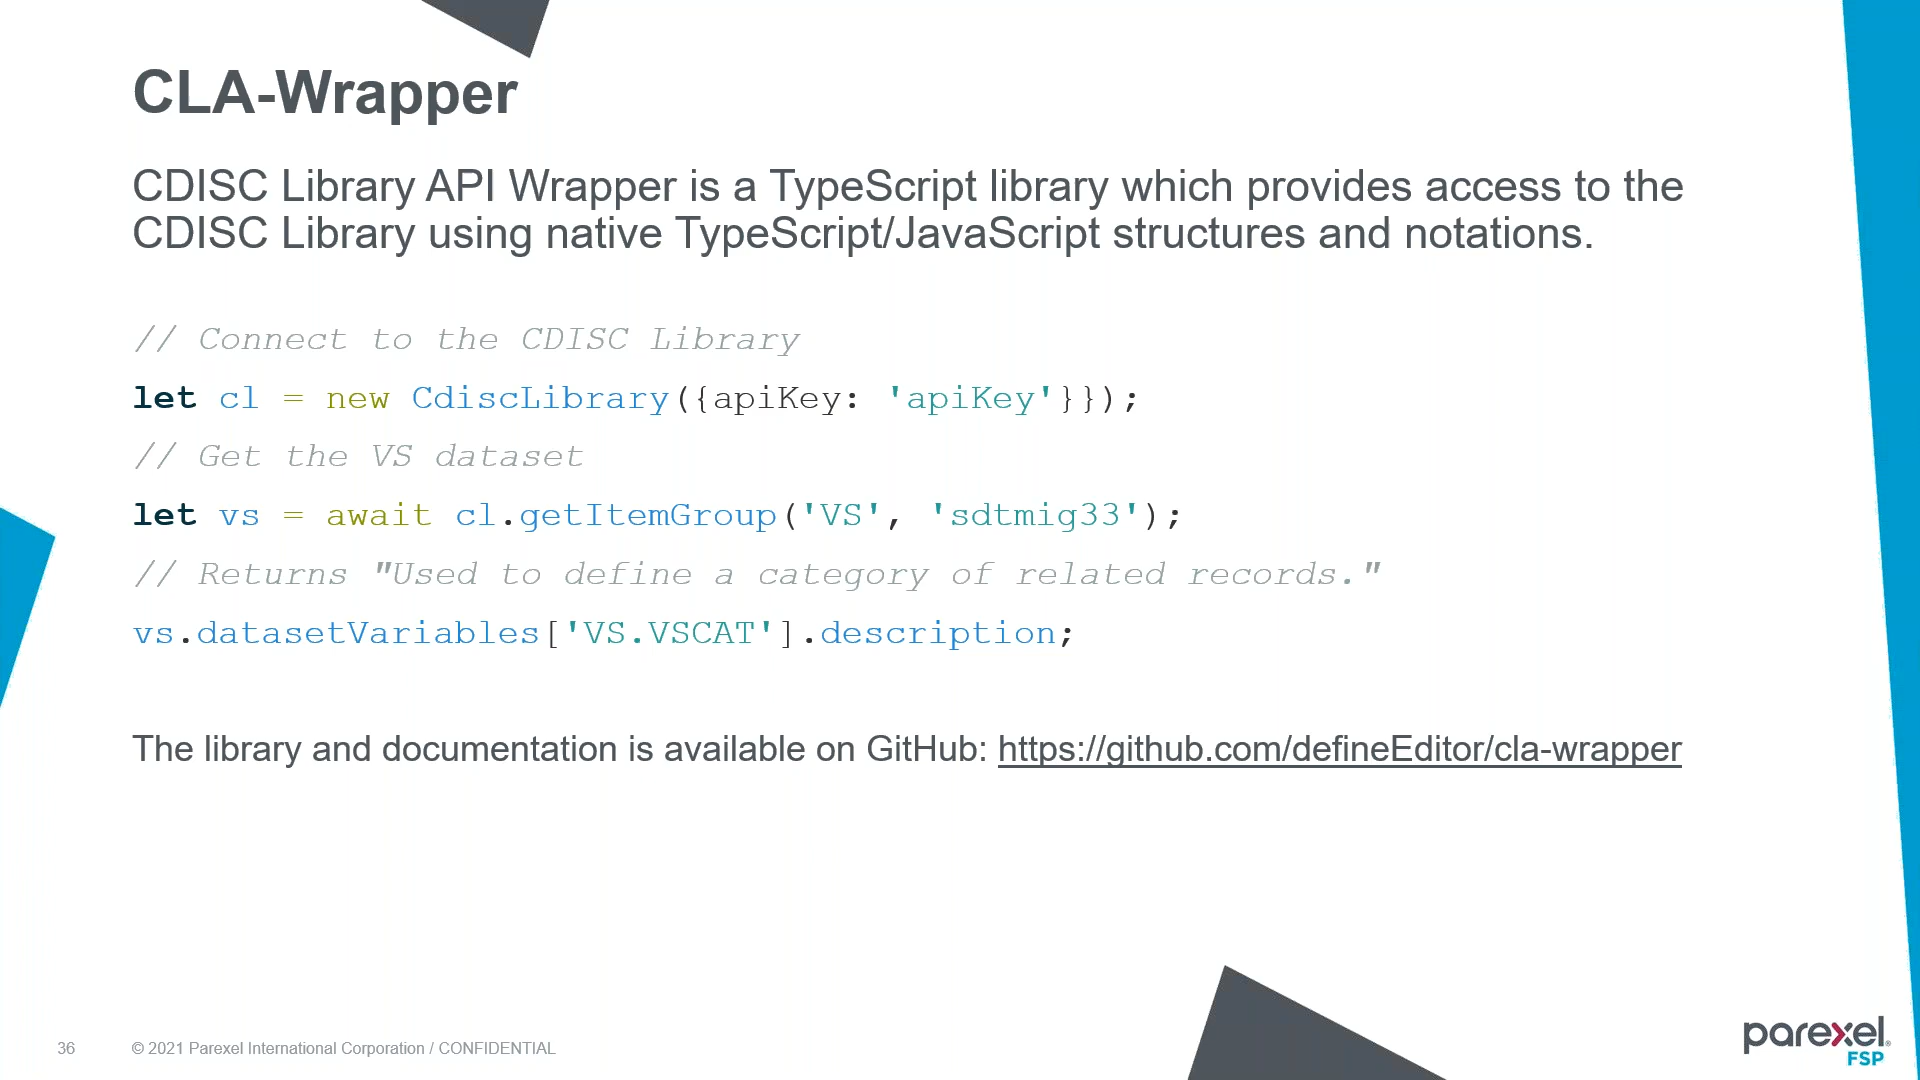 CLA-Wrapper
CDISC Library API Wrapper is a TypeScript library which provides access to the
CDISC Library using native TypeScript/JavaScript structures and notations.
// Connect to the CDISC Library
let cl = new CdiscLibrary({apiKey: 'apiKey'}});
// Get the VS dataset
let vs = await cl.getItemGroup('VS', 'sdtmig33');
// Returns "Used to define a category of related records."
vs.datasetVariables['VS.VSCAT'].description;
The library and documentation is available on GitHub: https://github.com/defineEditor/cla-wrapper
36 © 2021 Parexel International Corporation / CONFIDENTIAL
parexel®
FSP